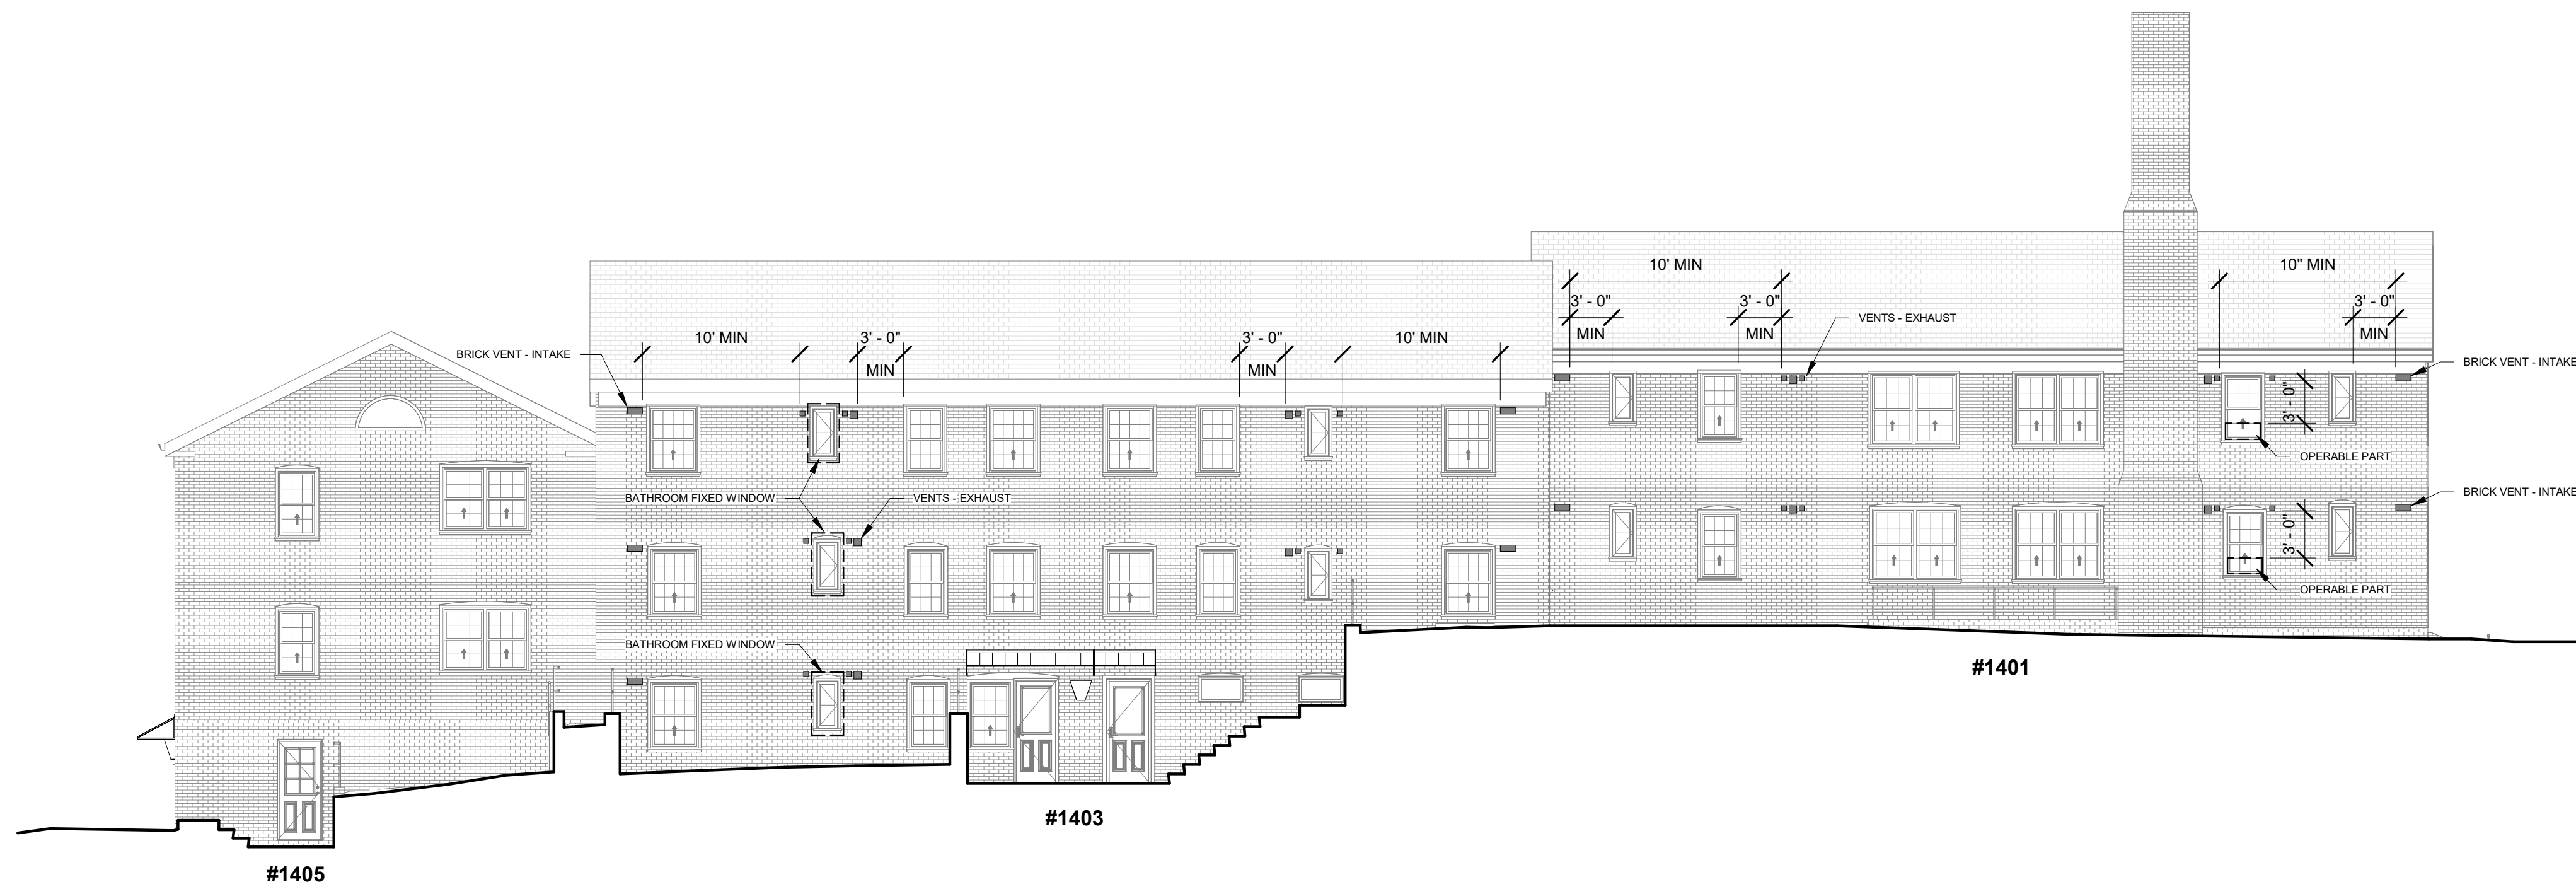 10' MIN
10" MIN
3' - 0"
MIN
3' - 0"
MIN
3' - 0"
MIN
VENTS - EXHAUST
10' MIN
3' - 0"
MIN
3' - 0"
MIN
10' MIN
BRICK VENT - INTAKE
BRICK VENT - INTAKE
3' - 0"
OPERABLE PART
BATHROOM FIXED WINDOW
VENTS - EXHAUST
BRICK VENT - INTAKE
3' - 0"
OPERABLE PART
BATHROOM FIXED WINDOW
#1401
#1403
#1405